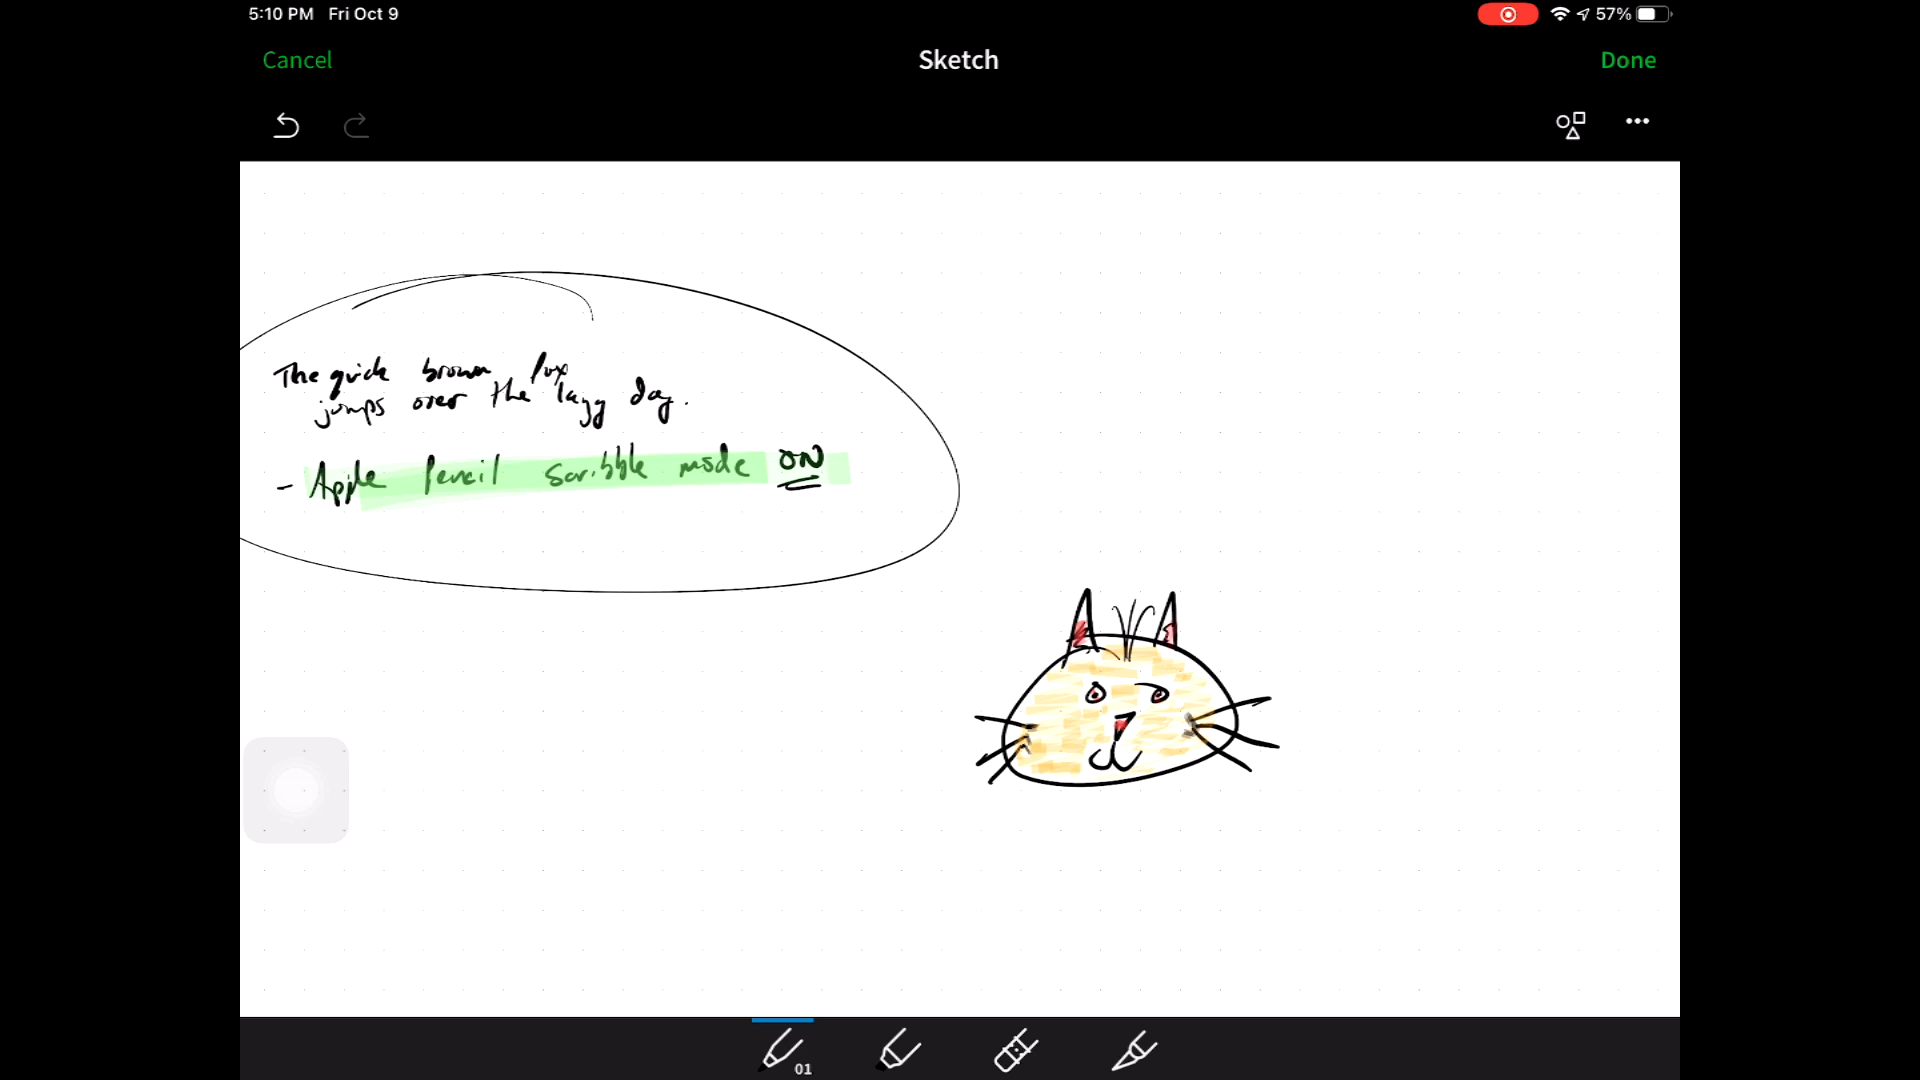 5:10 PM Fri Oct 9
57%
Cancel
Sketch
Done
The quick brown fox
jumps over the lazy dog.
- Apple Pencil scribble mode ON
01